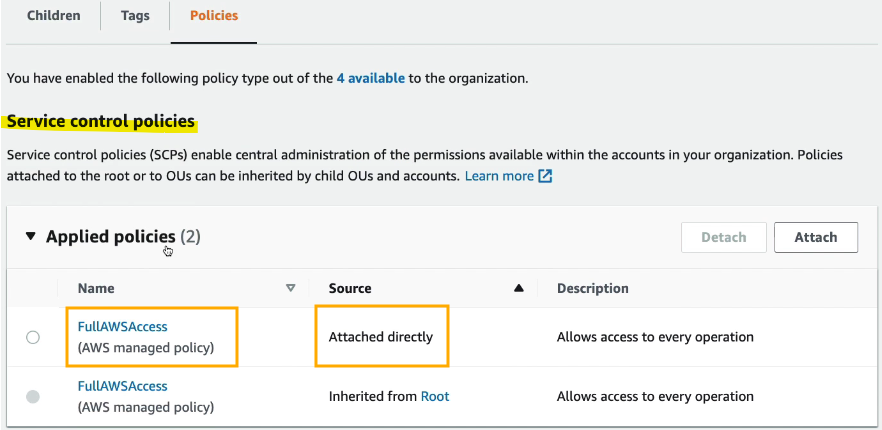 Children Tags Policies
You have enabled the following policy type out of the 4 available to the organization.
Service control policies
Service control policies (SCPs) enable central administration of the permissions available within the accounts in your organization. Policies
attached to the root or to OUs can be inherited by child OUs and accounts. Learn more
Applied policies (2) Detach Attach
Name Source Description
FullAWSAccess
(AWS managed policy) Attached directly Allows access to every operation
FullAWSAccess
(AWS managed policy) Inherited from Root Allows access to every operation